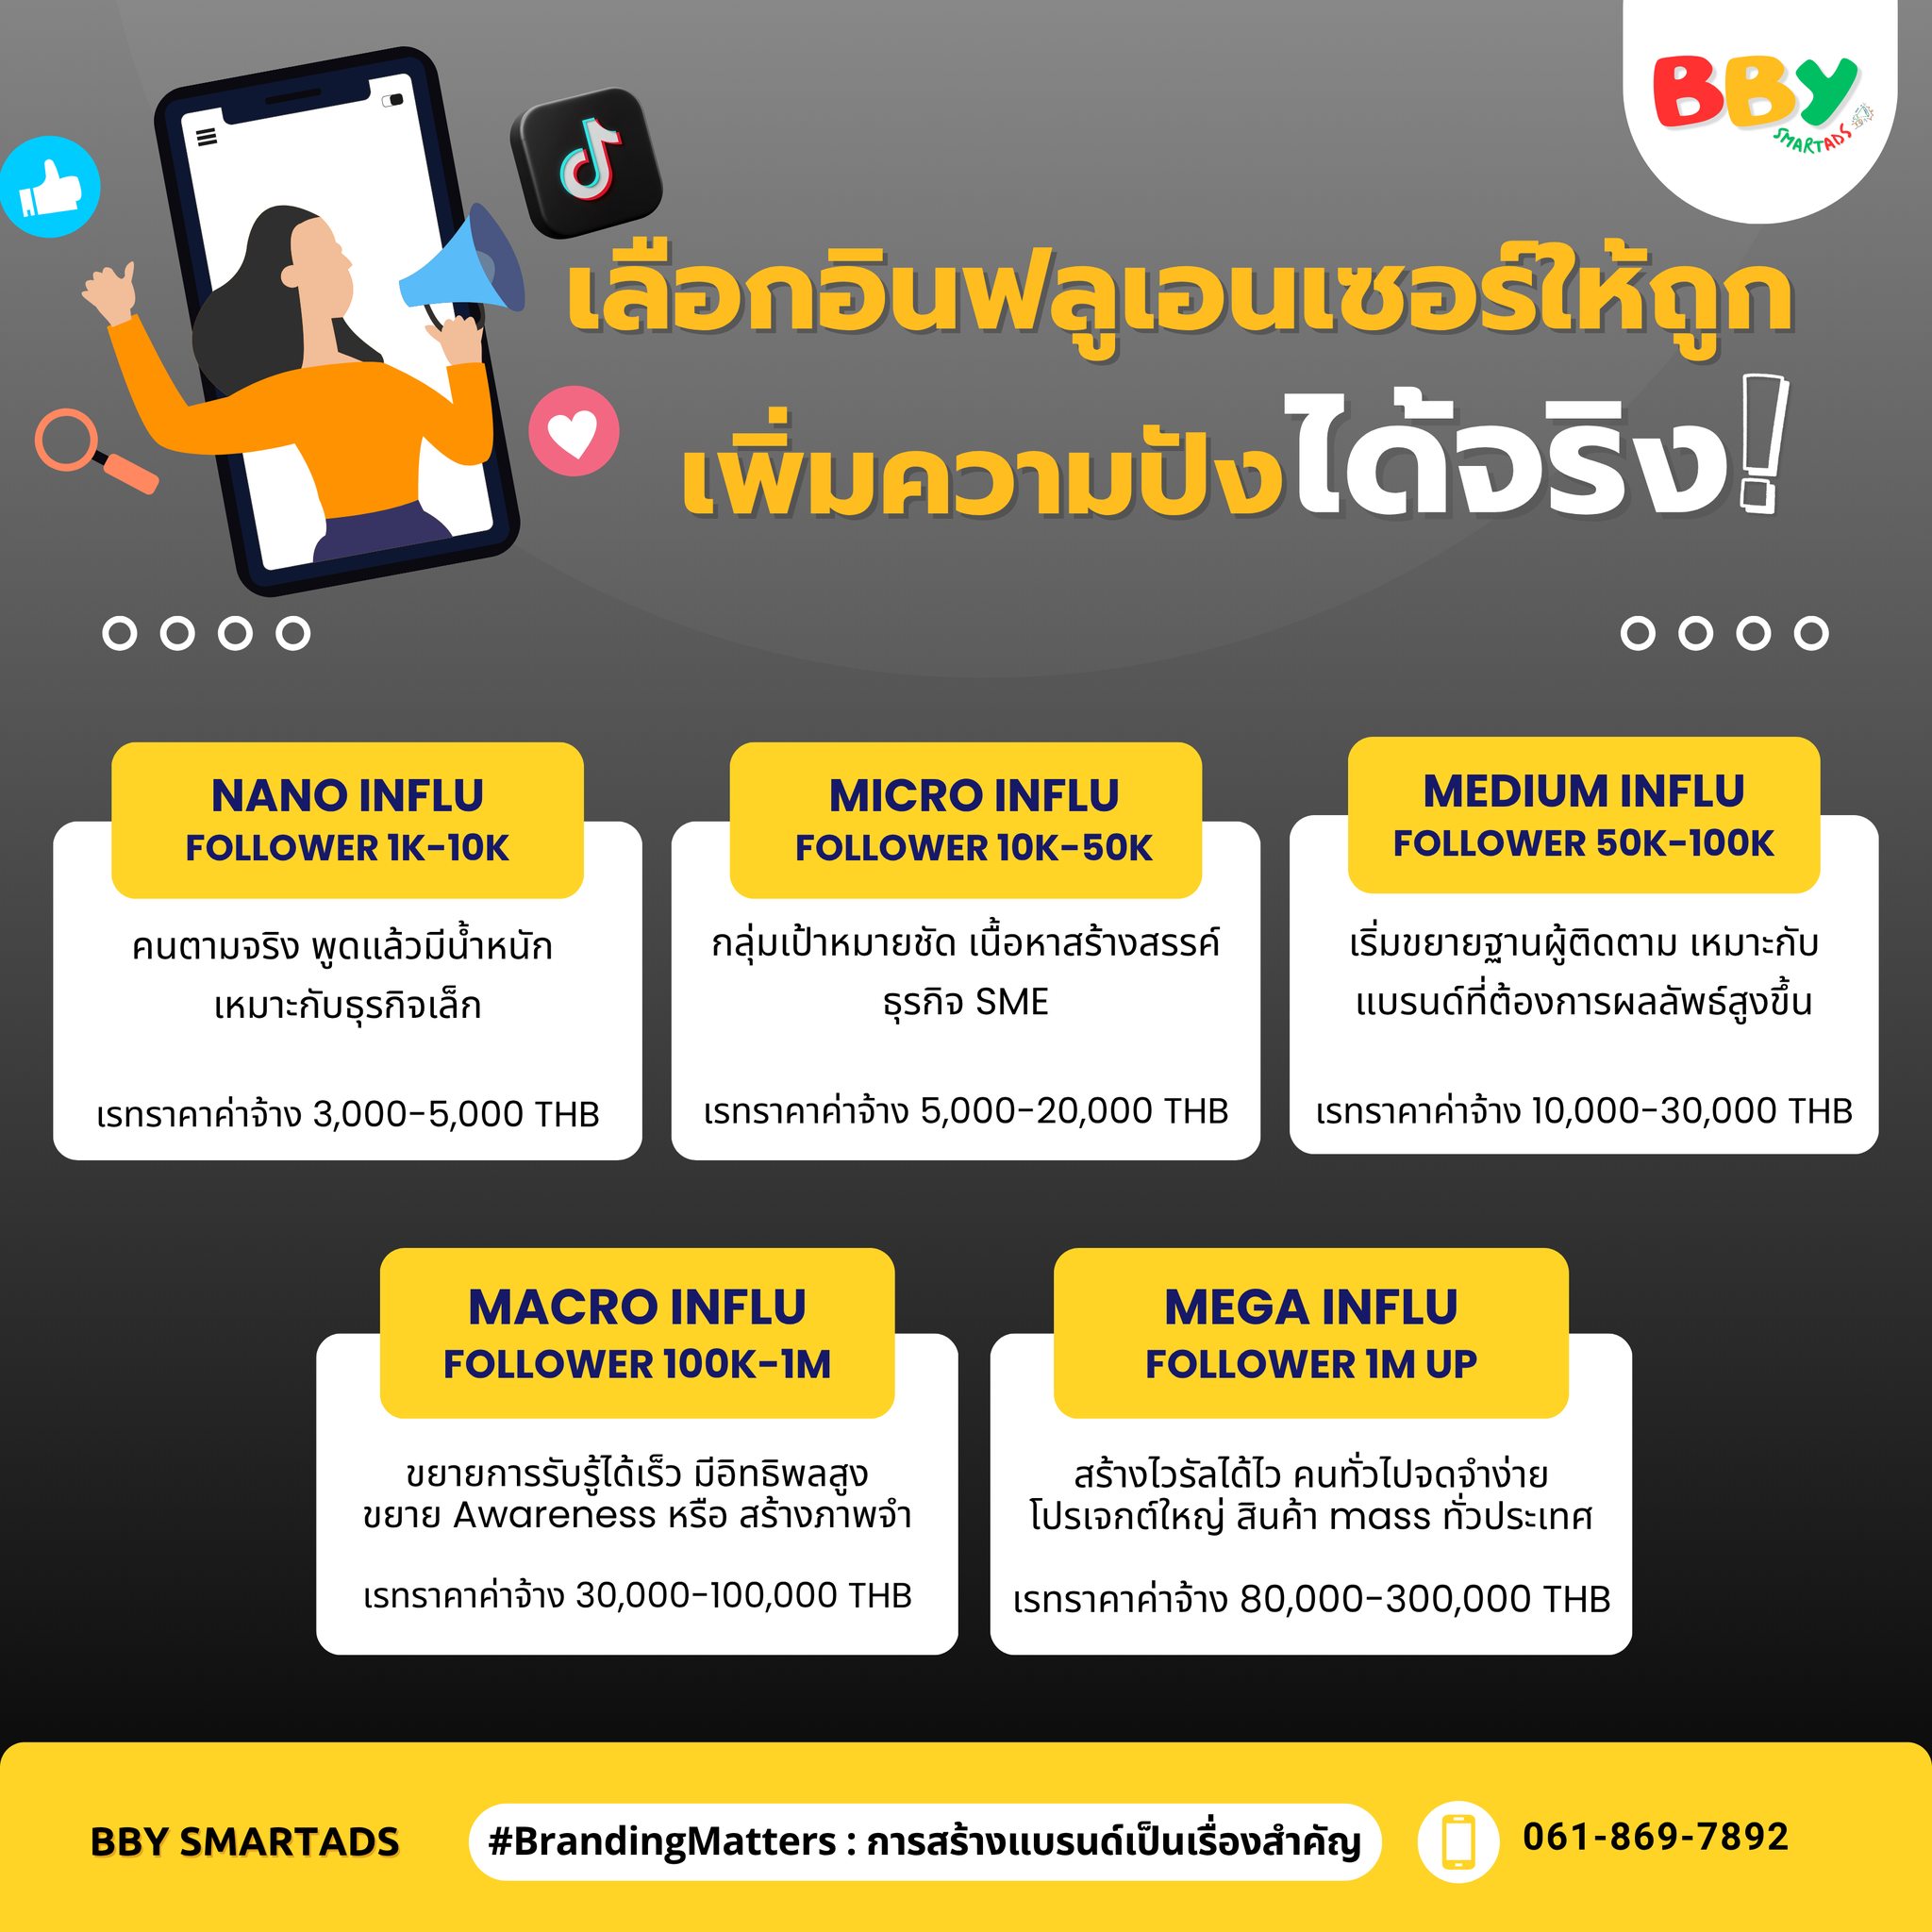 BBY
SMARTADS
เลือกอินฟลูเอนเซอร์ให้ถูก
เพิ่มความปังได้จริง!
NANO INFLU
FOLLOWER 1K-10K
คนตามจริง พูดแล้วมีน้ำหนัก
เหมาะกับธุรกิจเล็ก
เรทราคาค่าจ้าง 3,000-5,000 THB
MICRO INFLU
FOLLOWER 10K-50K
กลุ่มเป้าหมายชัด เนื้อหาสร้างสรรค์
ธุรกิจ SME
เรทราคาค่าจ้าง 5,000-20,000 THB
MEDIUM INFLU
FOLLOWER 50K-100K
เริ่มขยายฐานผู้ติดตาม เหมาะกับ
แบรนด์ที่ต้องการผลลัพธ์สูงขึ้น
เรทราคาค่าจ้าง 10,000-30,000 THB
MACRO INFLU
FOLLOWER 100K-1M
ขยายการรับรู้ได้เร็ว มีอิทธิพลสูง
ขยาย Awareness หรือ สร้างภาพจำ
เรทราคาค่าจ้าง 30,000-100,000 THB
MEGA INFLU
FOLLOWER 1M UP
สร้างไวรัลได้ไว คนทั่วไปจดจำง่าย
โปรเจกต์ใหญ่ สินค้า mass ทั่วประเทศ
เรทราคาค่าจ้าง 80,000-300,000 THB
BBY SMARTADS
#BrandingMatters : การสร้างแบรนด์เป็นเรื่องสำคัญ
061-869-7892